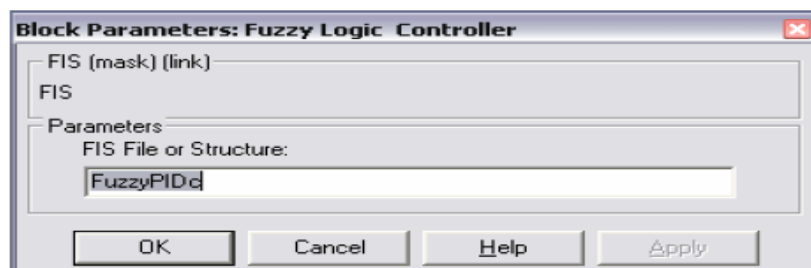 Block Parameters: Fuzzy Logic Controller
FIS (mask) (link)
FIS
Parameters
FIS File or Structure:
FuzzyPIDc
OK Cancel Help Apply